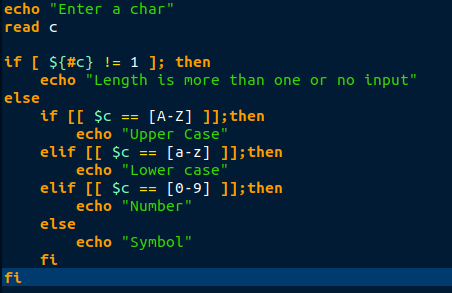 echo "Enter a char"
read c

if [ ${#c} != 1 ]; then
    echo "Length is more than one or no input"
else
    if [[ $c == [A-Z] ]];then
        echo "Upper Case"
    elif [[ $c == [a-z] ]];then
        echo "Lower case"
    elif [[ $c == [0-9] ]];then
        echo "Number"
    else
        echo "Symbol"
    fi
fi